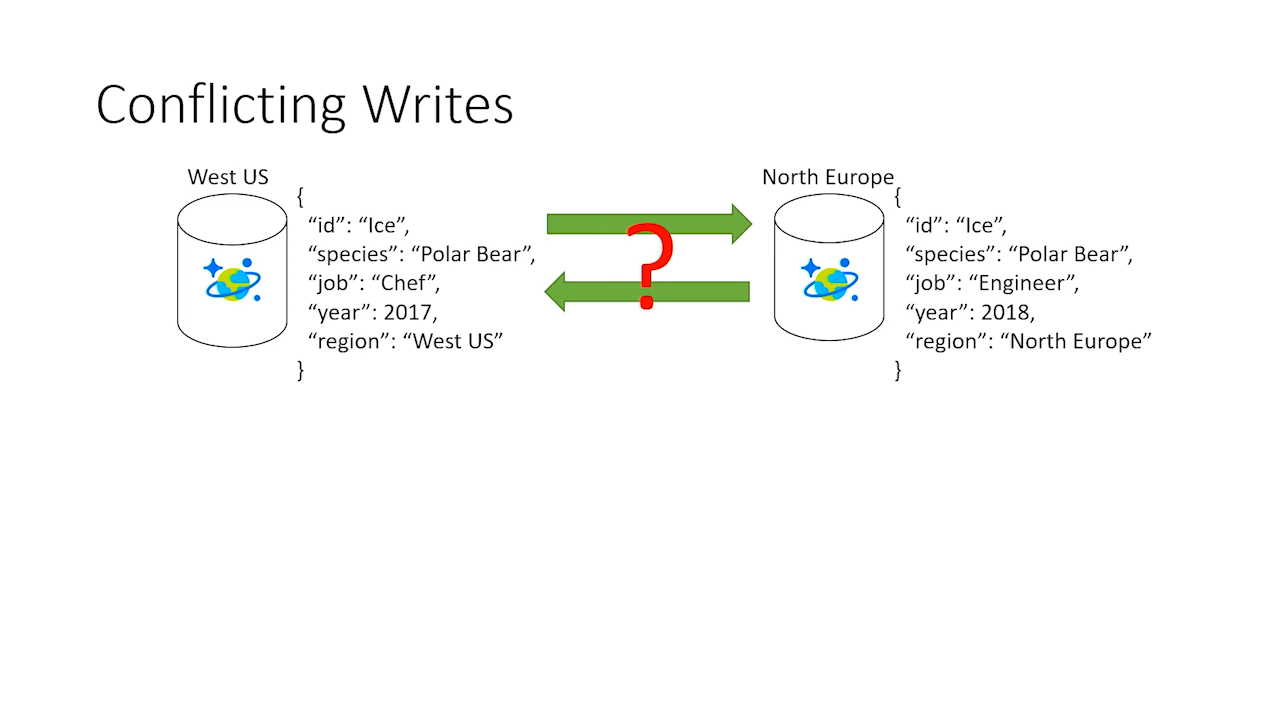 Conflicting Writes
West US
{
“id”: “Ice”,
“species”: “Polar Bear”,
“job”: “Chef”,
“year”: 2017,
“region”: “West US”
}
?
North Europe
{
“id”: “Ice”,
“species”: “Polar Bear”,
“job”: “Engineer”,
“year”: 2018,
“region”: “North Europe”
}